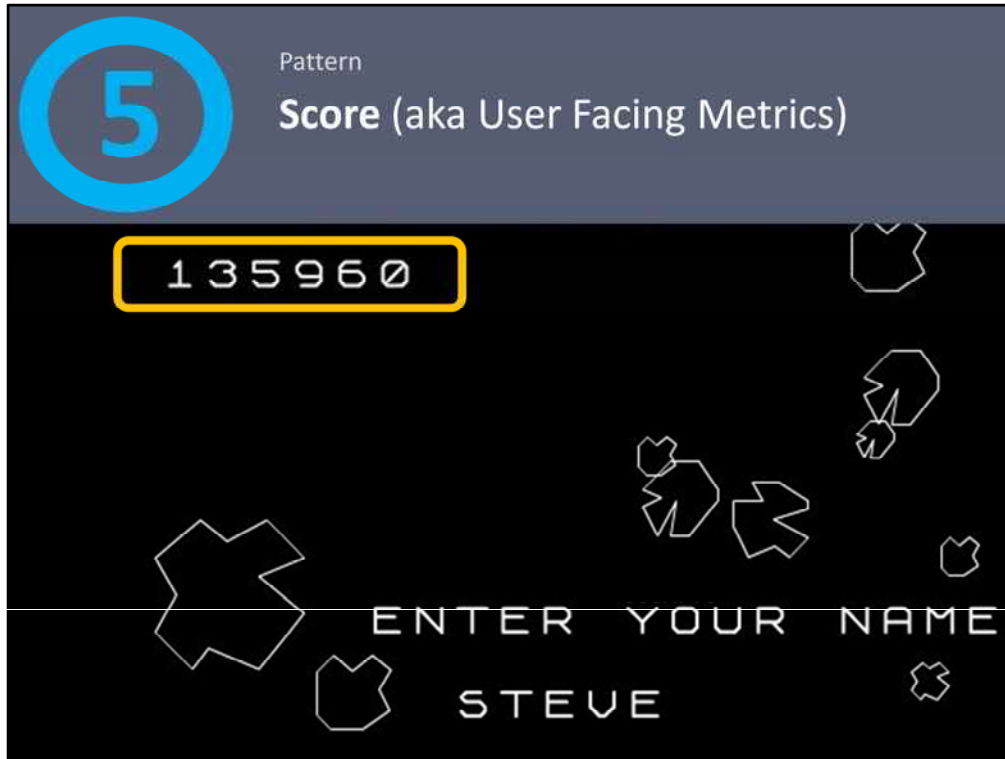 5
Pattern
Score (aka User Facing Metrics)
135960
ENTER YOUR NAME
STEVE